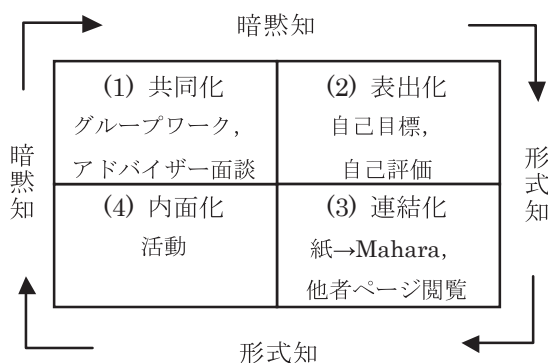 暗黙知
(1) 共同化
グループワーク,
アドバイザー面談
(2) 表出化
自己目標,
自己評価
暗黙知
形式知
(4) 内面化
活動
(3) 連結化
紙→Mahara,
他者ページ閲覧
形式知